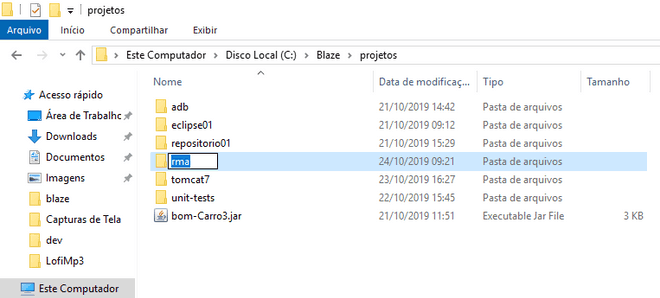 projetos
Arquivo Início Compartilhar Exibir
Este Computador Disco Local (C:) Blaze projetos
Nome Data de modificaç... Tipo Tamanho
Acesso rápido
Área de Trabalho
Downloads
Documentos
Imagens
blaze
Capturas de Tela
dev
LofiMp3
Este Computador
adb 21/10/2019 14:42 Pasta de arquivos
eclipse01 21/10/2019 09:12 Pasta de arquivos
repositorio01 21/10/2019 15:29 Pasta de arquivos
rma 24/10/2019 09:21 Pasta de arquivos
tomcat7 23/10/2019 16:27 Pasta de arquivos
unit-tests 22/10/2019 15:45 Pasta de arquivos
bom-Carro3.jar 21/10/2019 11:51 Executable Jar File 3 KB